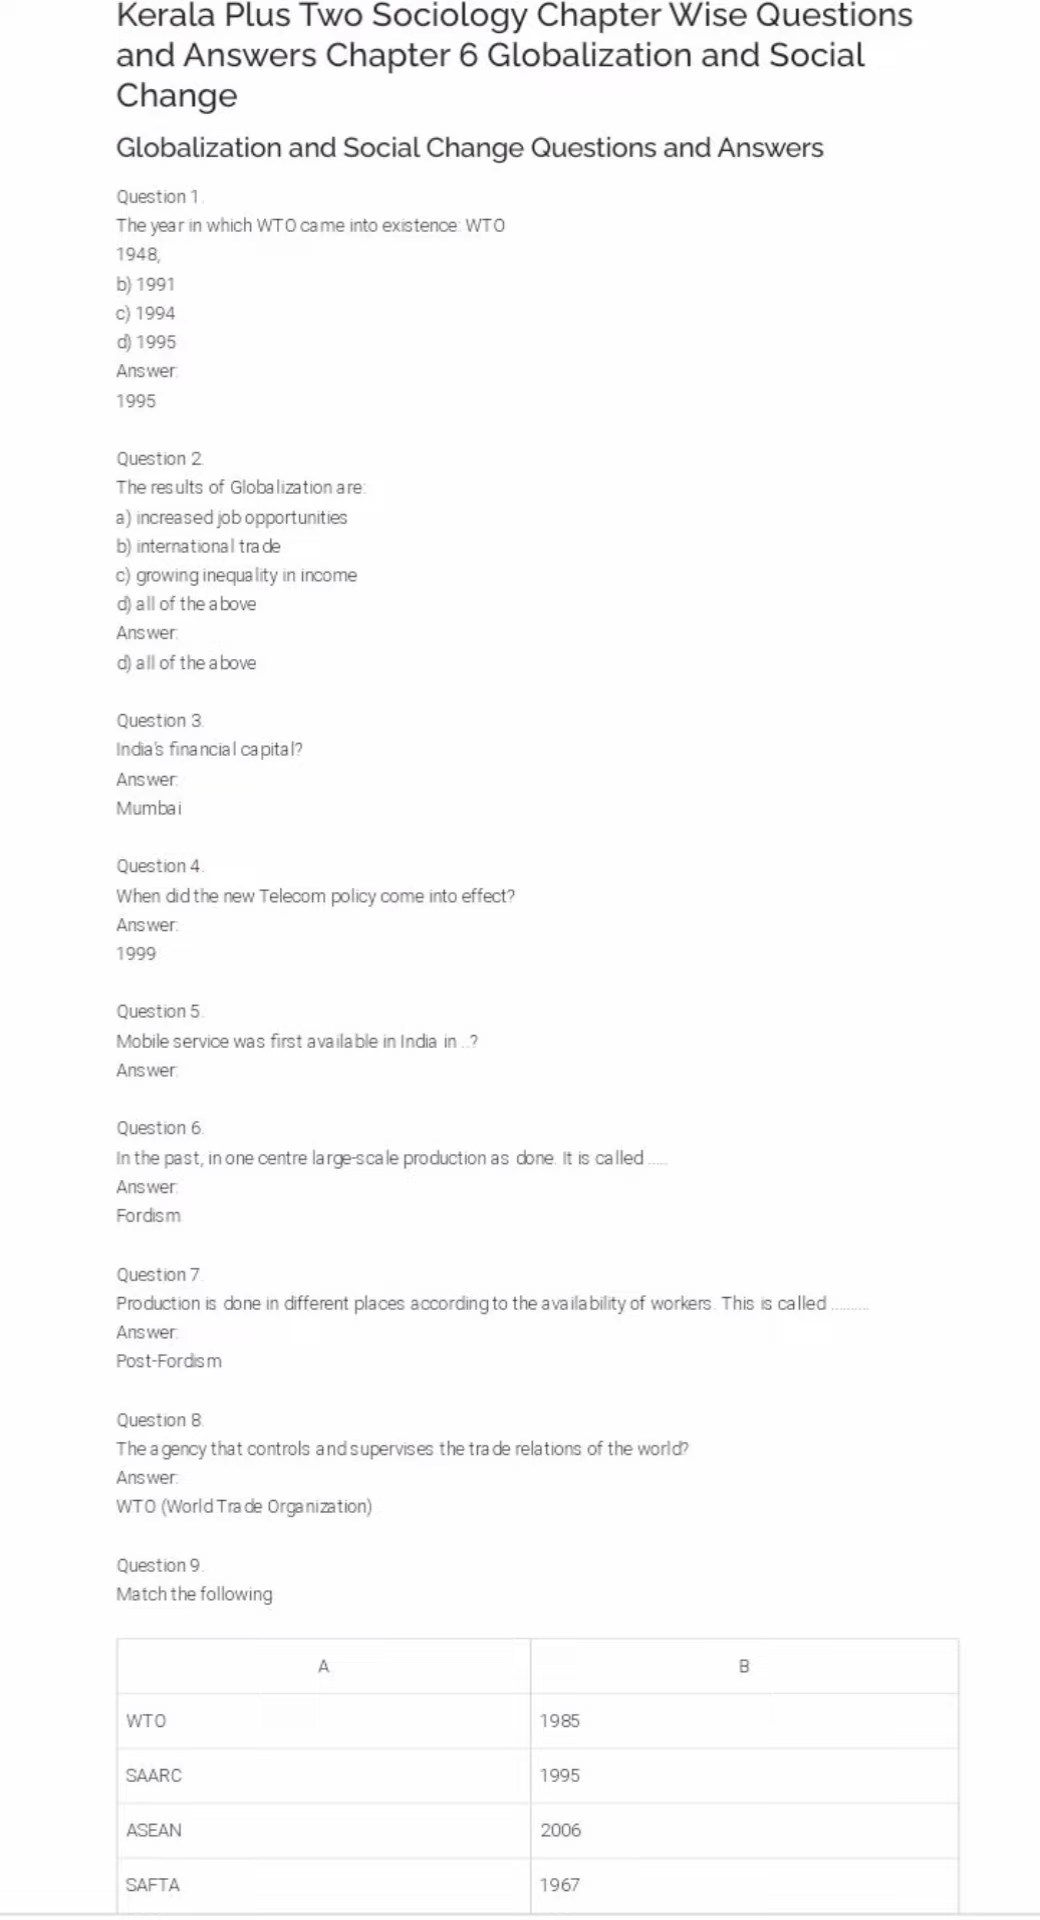 Kerala Plus Two Sociology Chapter Wise Questions
and Answers Chapter 6 Globalization and Social
Change
Globalization and Social Change Questions and Answers
Question 1.
The year in which WTO came into existence: WTO
1948,
b) 1991
c) 1994
d) 1995
Answer:
1995
Question 2.
The results of Globalization are:
a) increased job opportunities
b) international trade
c) growing inequality in income
d) all of the above
Answer:
d) all of the above
Question 3.
India's financial capital?
Answer:
Mumbai
Question 4.
When did the new Telecom policy come into effect?
Answer:
1999
Question 5.
Mobile service was first available in India in ..?
Answer:
Question 6.
In the past, in one centre large-scale production as done. It is called .....
Answer:
Fordism
Question 7.
Production is done in different places according to the availability of workers. This is called .........
Answer:
Post-Fordism
Question 8.
The agency that controls and supervises the trade relations of the world?
Answer:
WTO (World Trade Organization)
Question 9.
Match the following
A B
WTO 1985
SAARC 1995
ASEAN 2006
SAFTA 1967